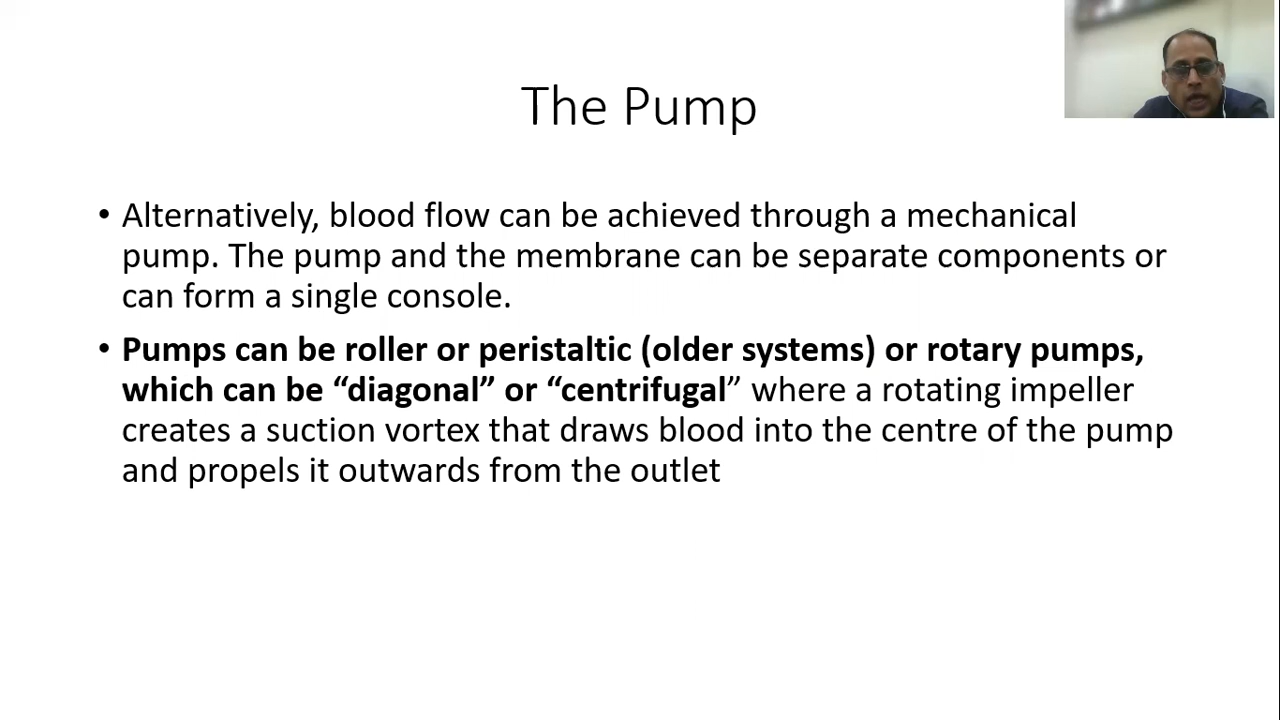 The Pump
• Alternatively, blood flow can be achieved through a mechanical
pump. The pump and the membrane can be separate components or
can form a single console.
• Pumps can be roller or peristaltic (older systems) or rotary pumps,
which can be “diagonal” or “centrifugal” where a rotating impeller
creates a suction vortex that draws blood into the centre of the pump
and propels it outwards from the outlet